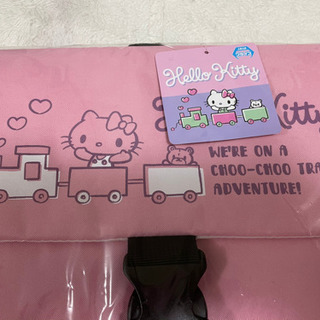 Hello Kitty
WE'RE ON A
CHOO-CHOO TRA
ADVENTURE!